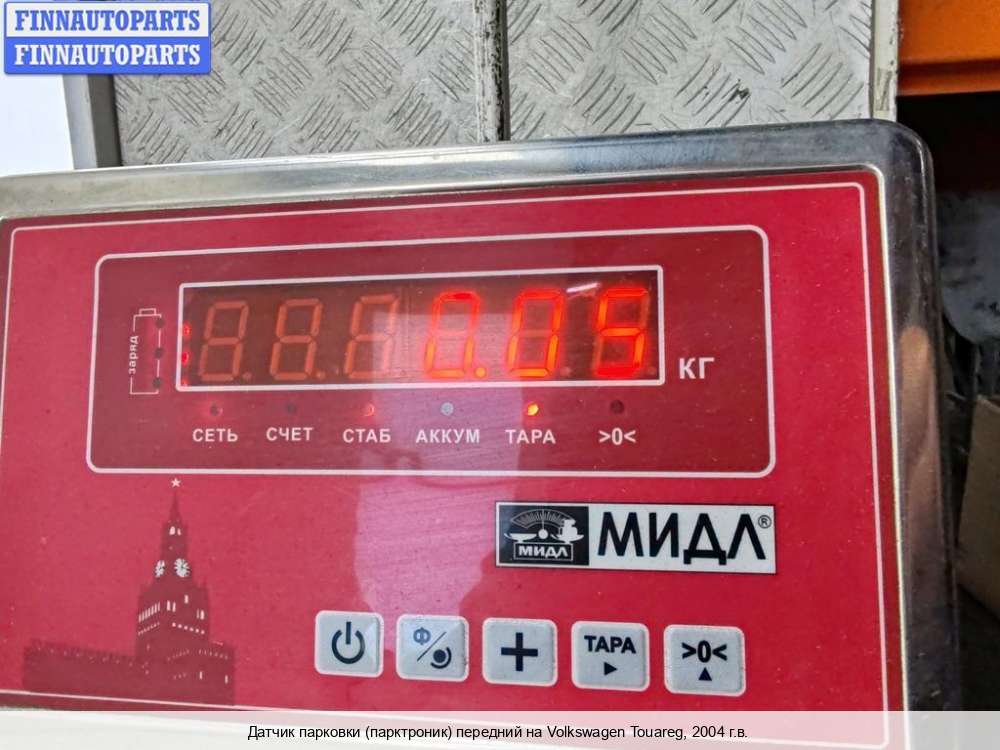 FINNAUTOPARTS
FINNAUTOPARTS
заряд
0.05
КГ
СЕТЬ СЧЕТ СТАБ АККУМ ТАРА >0<
МИДЛ МИДЛ®
Ф ТАРА >0<
Датчик парковки (парктроник) передний на Volkswagen Touareg, 2004 г.в.